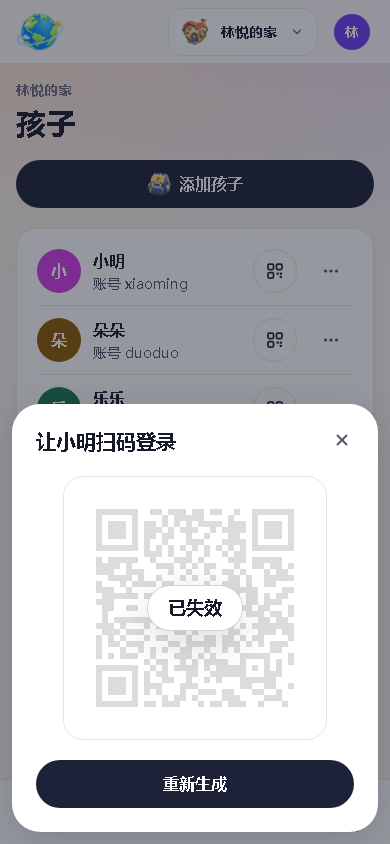 林悦的家
林
林悦的家
孩子
添加孩子
小
小明
账号 xiaoming
朵
朵朵
账号 duoduo
乐乐
让小明扫码登录
已失效
重新生成